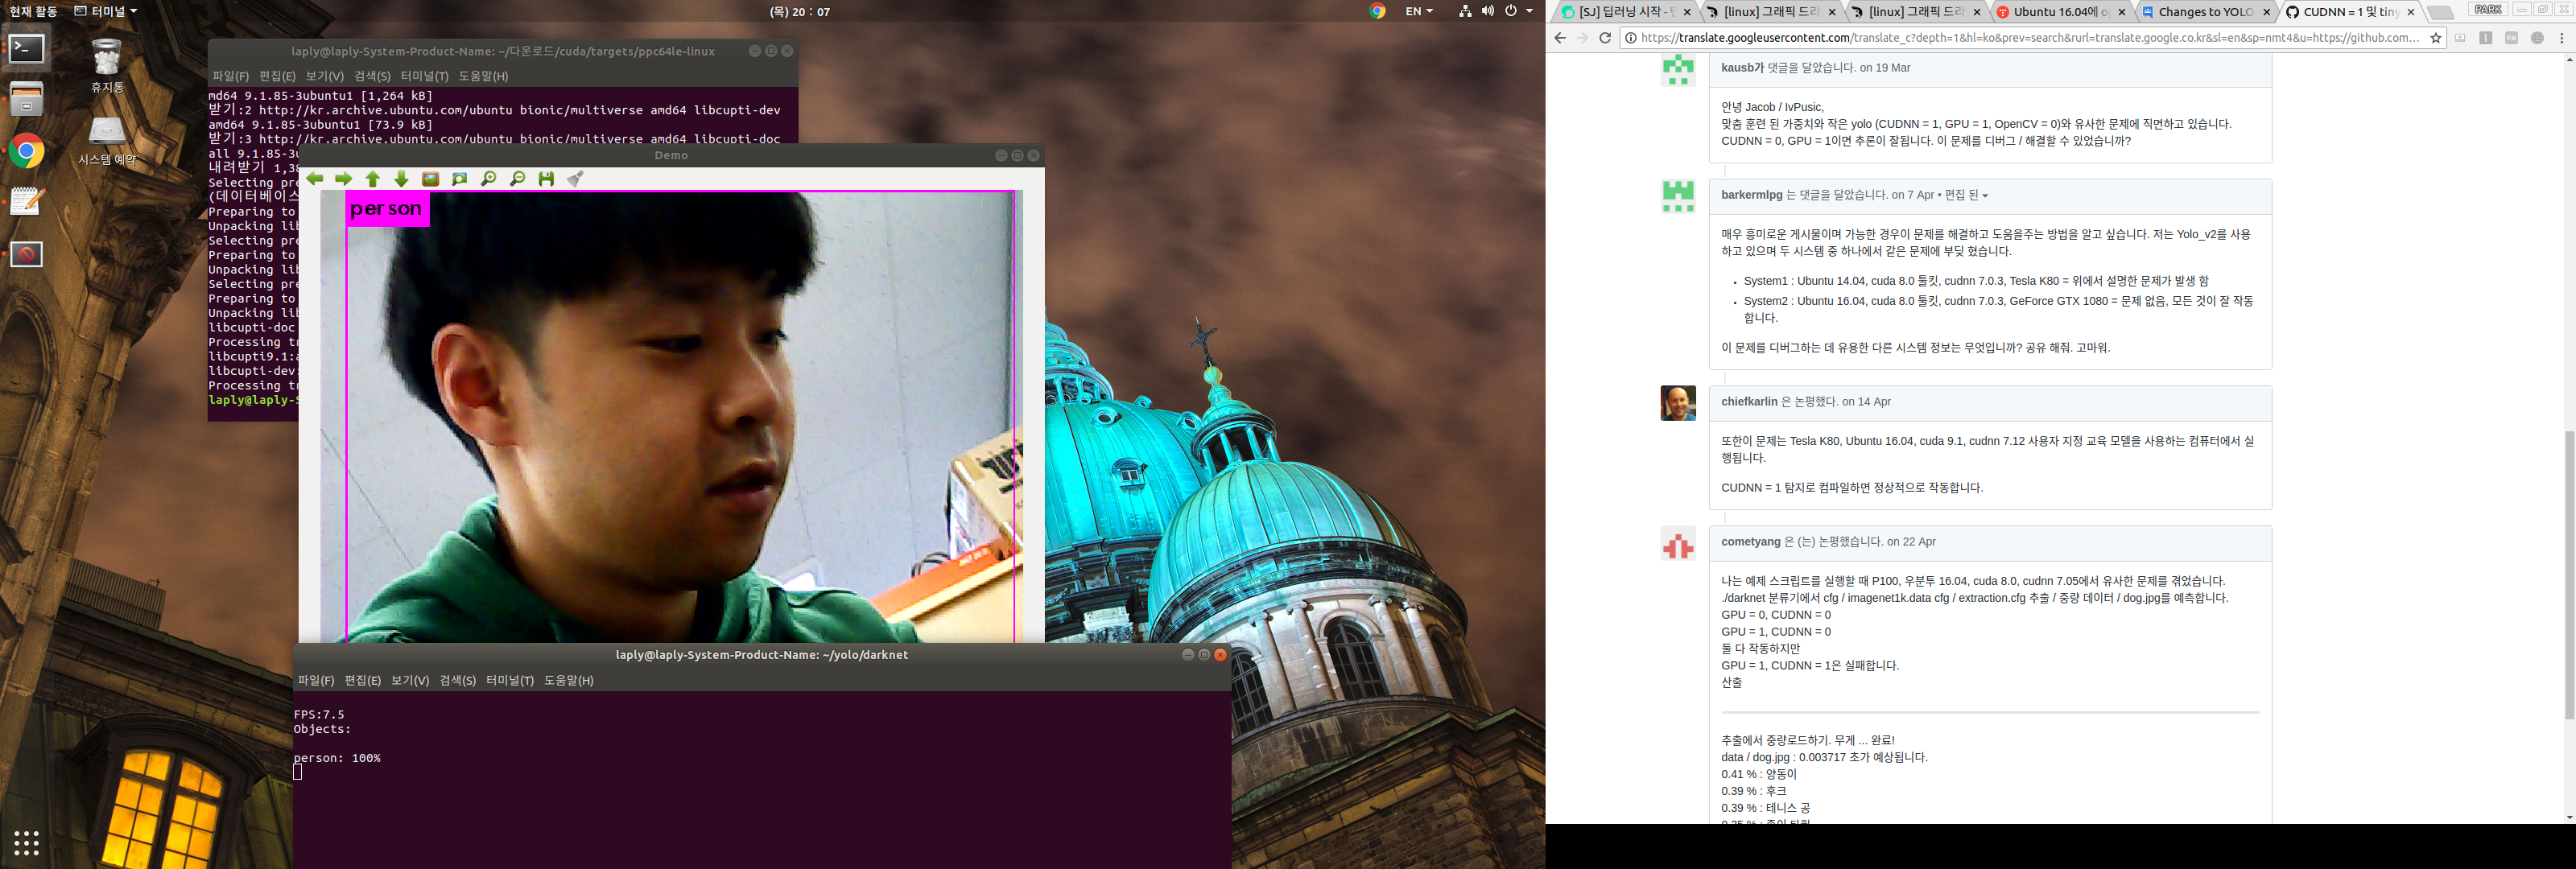 현재 활동
터미널
(목) 20 : 07
EN
휴지통
시스템 예약
laply@laply-System-Product-Name: ~/다운로드/cuda/targets/ppc64le-linux
파일(F) 편집(E) 보기(V) 검색(S) 터미널(T) 도움말(H)
md64 9.1.85-3ubuntu1 [1,264 kB]
받기:2 http://kr.archive.ubuntu.com/ubuntu bionic/multiverse amd64 libcupti-dev
amd64 9.1.85-3ubuntu1 [73.9 kB]
받기:3 http://kr.archive.ubuntu.com/ubuntu bionic/multiverse amd64 libcupti-doc
all 9.1.85-3u
내려받기 1,38
Selecting pre
(데이터베이스
Preparing to
Unpacking lib
Selecting pre
Preparing to
Unpacking lib
Selecting pre
Preparing to
Unpacking lib
libcupti-doc
Processing tr
libcupti9.1:a
libcupti-dev:
Processing tr
laply@laply-S
Demo
person
laply@laply-System-Product-Name: ~/yolo/darknet
파일(F) 편집(E) 보기(V) 검색(S) 터미널(T) 도움말(H)
FPS:7.5
Objects:
person: 100%
[SJ] 딥러닝 시작 - 텐
[linux] 그래픽 드라
[linux] 그래픽 드라
Ubuntu 16.04에 op
Changes to YOLO
CUDNN = 1 및 tiny
PARK
https://translate.googleusercontent.com/translate_c?depth=1&hl=ko&prev=search&rurl=translate.google.co.kr&sl=en&sp=nmt4&u=https://github.com...
kausb가 댓글을 달았습니다. on 19 Mar
안녕 Jacob / IvPusic,
맞춤 훈련 된 가중치와 작은 yolo (CUDNN = 1, GPU = 1, OpenCV = 0)와 유사한 문제에 직면하고 있습니다.
CUDNN = 0, GPU = 1이면 추론이 잘됩니다. 이 문제를 디버그 / 해결할 수 있었습니까?
barkermlpg 는 댓글을 달았습니다. on 7 Apr • 편집 된
매우 흥미로운 게시물이며 가능한 경우이 문제를 해결하고 도움을주는 방법을 알고 싶습니다. 저는 Yolo_v2를 사용
하고 있으며 두 시스템 중 하나에서 같은 문제에 부딪 혔습니다.
• System1 : Ubuntu 14.04, cuda 8.0 툴킷, cudnn 7.0.3, Tesla K80 = 위에서 설명한 문제가 발생 함
• System2 : Ubuntu 16.04, cuda 8.0 툴킷, cudnn 7.0.3, GeForce GTX 1080 = 문제 없음, 모든 것이 잘 작동
합니다.
이 문제를 디버그하는 데 유용한 다른 시스템 정보는 무엇입니까? 공유 해줘. 고마워.
chiefkarlin 은 논평했다. on 14 Apr
또한이 문제는 Tesla K80, Ubuntu 16.04, cuda 9.1, cudnn 7.12 사용자 지정 교육 모델을 사용하는 컴퓨터에서 실
행됩니다.
CUDNN = 1 탐지로 컴파일하면 정상적으로 작동합니다.
cometyang 은 (는) 논평했습니다. on 22 Apr
나는 예제 스크립트를 실행할 때 P100, 우분투 16.04, cuda 8.0, cudnn 7.05에서 유사한 문제를 겪었습니다.
./darknet 분류기에서 cfg / imagenet1k.data cfg / extraction.cfg 추출 / 중량 데이터 / dog.jpg를 예측합니다.
GPU = 0, CUDNN = 0
GPU = 1, CUDNN = 0
둘 다 작동하지만
GPU = 1, CUDNN = 1은 실패합니다.
산출
추출에서 중량로드하기. 무게 ... 완료!
data / dog.jpg : 0.003717 초가 예상됩니다.
0.41 % : 양동이
0.39 % : 후크
0.39 % : 테니스 공